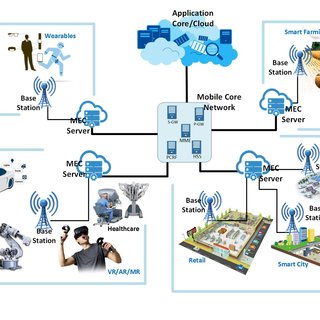 Application
Core/Cloud
Wearables
Smart Farmi
Base
Station
MEC
Server
Mobile Core
Network
Base
Station
MEC
Server
S-GW
P-GW
MME
PCRF
HSS
MEC
Server
MEC
Server
Base
Station
Healthcare
VR/AR/MR
Base
Station
Retail
Base
Station
Smart City